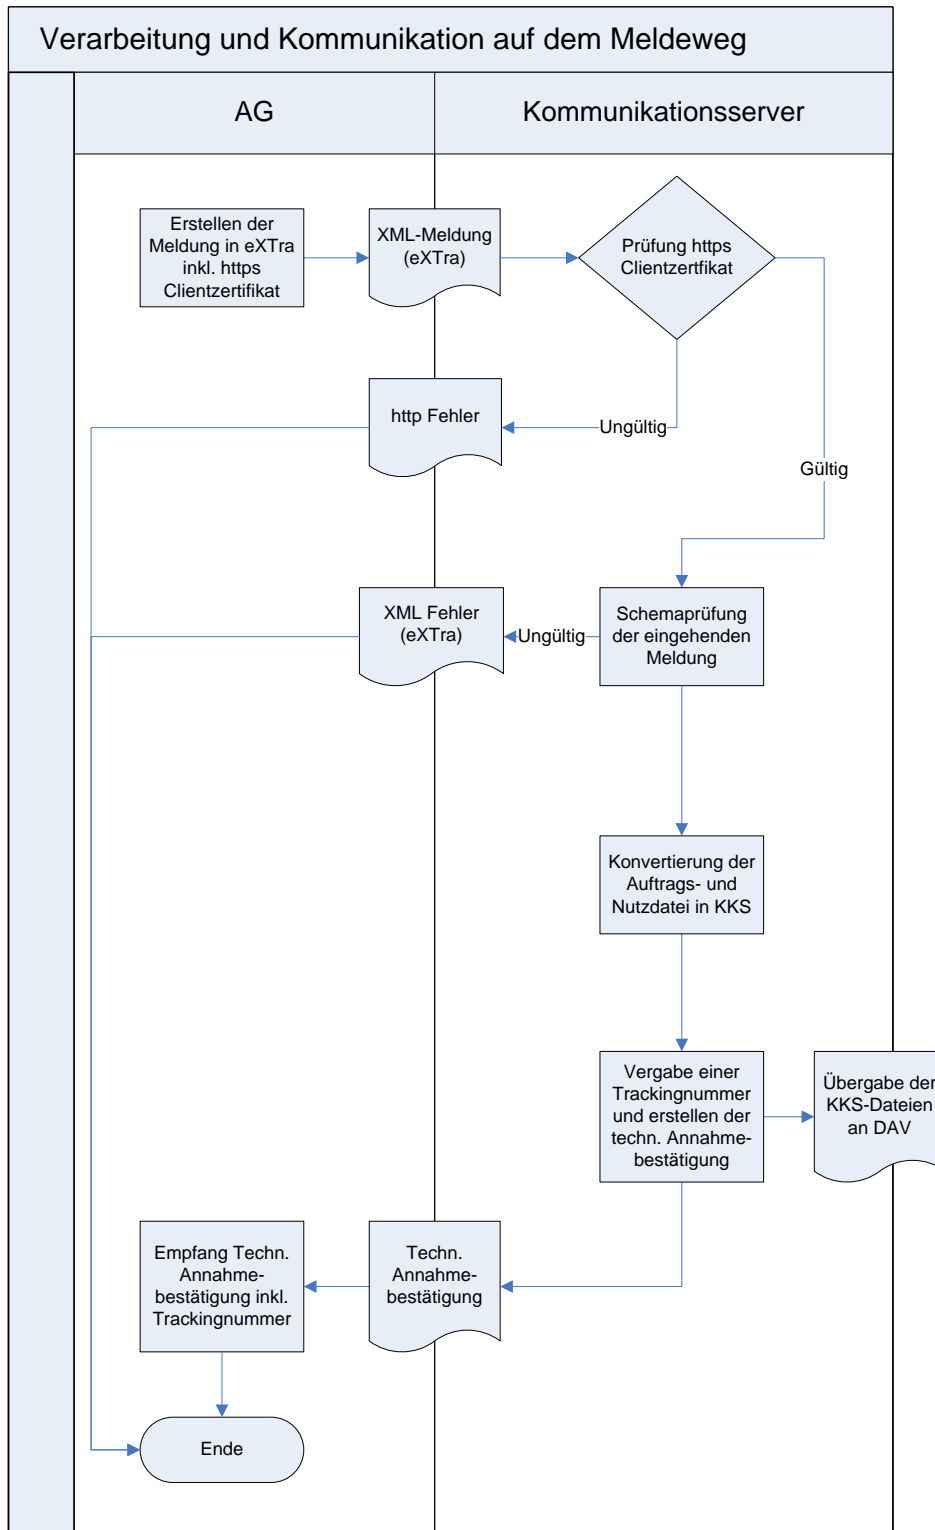 Verarbeitung und Kommunikation auf dem Meldeweg
AG
Kommunikationsserver
Erstellen der
Meldung in eXTra
inkl. https
Clientzertifikat
XML-Meldung
(eXTra)
Prüfung https
Clientzertfikat
http Fehler
Ungültig
Gültig
XML Fehler
(eXTra)
Ungültig
Schemaprüfung
der eingehenden
Meldung
Konvertierung der
Auftrags- und
Nutzdatei in KKS
Vergabe einer
Trackingnummer
und erstellen der
techn. Annahme-
bestätigung
Übergabe der
KKS-Dateien
an DAV
Empfang Techn.
Annahme-
bestätigung inkl.
Trackingnummer
Techn.
Annahme-
bestätigung
Ende